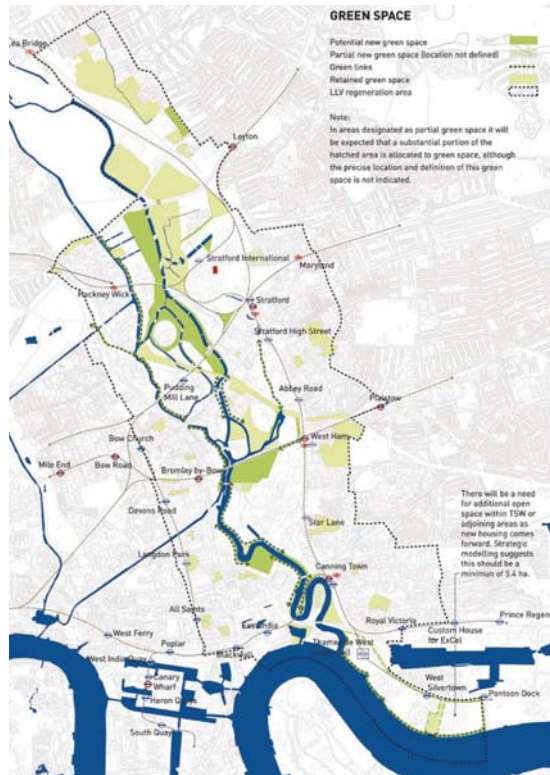 GREEN SPACE
Potential new green space
Partial new green space (location not defined)
Green links
Retained green space
LLV regeneration area
Note:
In areas designated as partial green space it will
be expected that a substantial portion of the
hatched area is allocated to green space, although
the precise location and definition of this green
space is not indicated.
ea Bridge
Leyton
Stratford International
Maryland
Hackney Wick
Stratford
Stratford High Street
Pudding
Mill Lane
Abbey Road
Plaistow
Bow Church
West Ham
Mile End
Bow Road
Bromley-by-Bow
There will be a need
for additional open
space within TSW or
adjoining areas as
new housing comes
forward. Strategic
modelling suggests
this should be a
minimun of 5.4 ha.
Devons Road
Star Lane
Langdon Park
Canning Town
All Saints
East India
Royal Victoria
Prince Regen
Custom House
for ExCel
West Ferry
Poplar
Blackwall
West India Quay
Canary
Wharf
Heron Quays
West
Silvertown
Pontoon Dock
South Quay